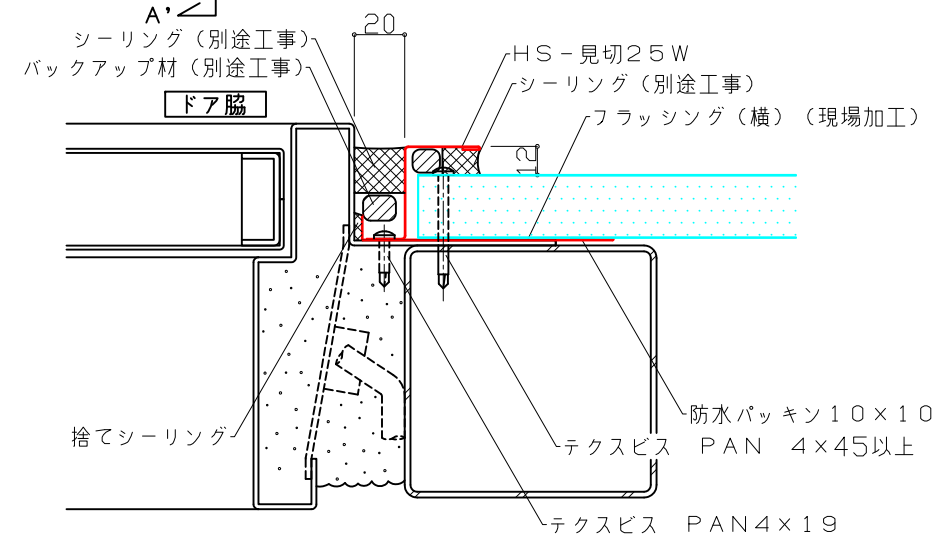 A'
20
シーリング（別途工事）
バックアップ材（別途工事）
ドア脇
HS－見切25W
シーリング（別途工事）
フラッシング（横）（現場加工）
12
捨てシーリング
防水パッキン10×10
テクスビス　PAN　4×45以上
テクスビス　PAN4×19